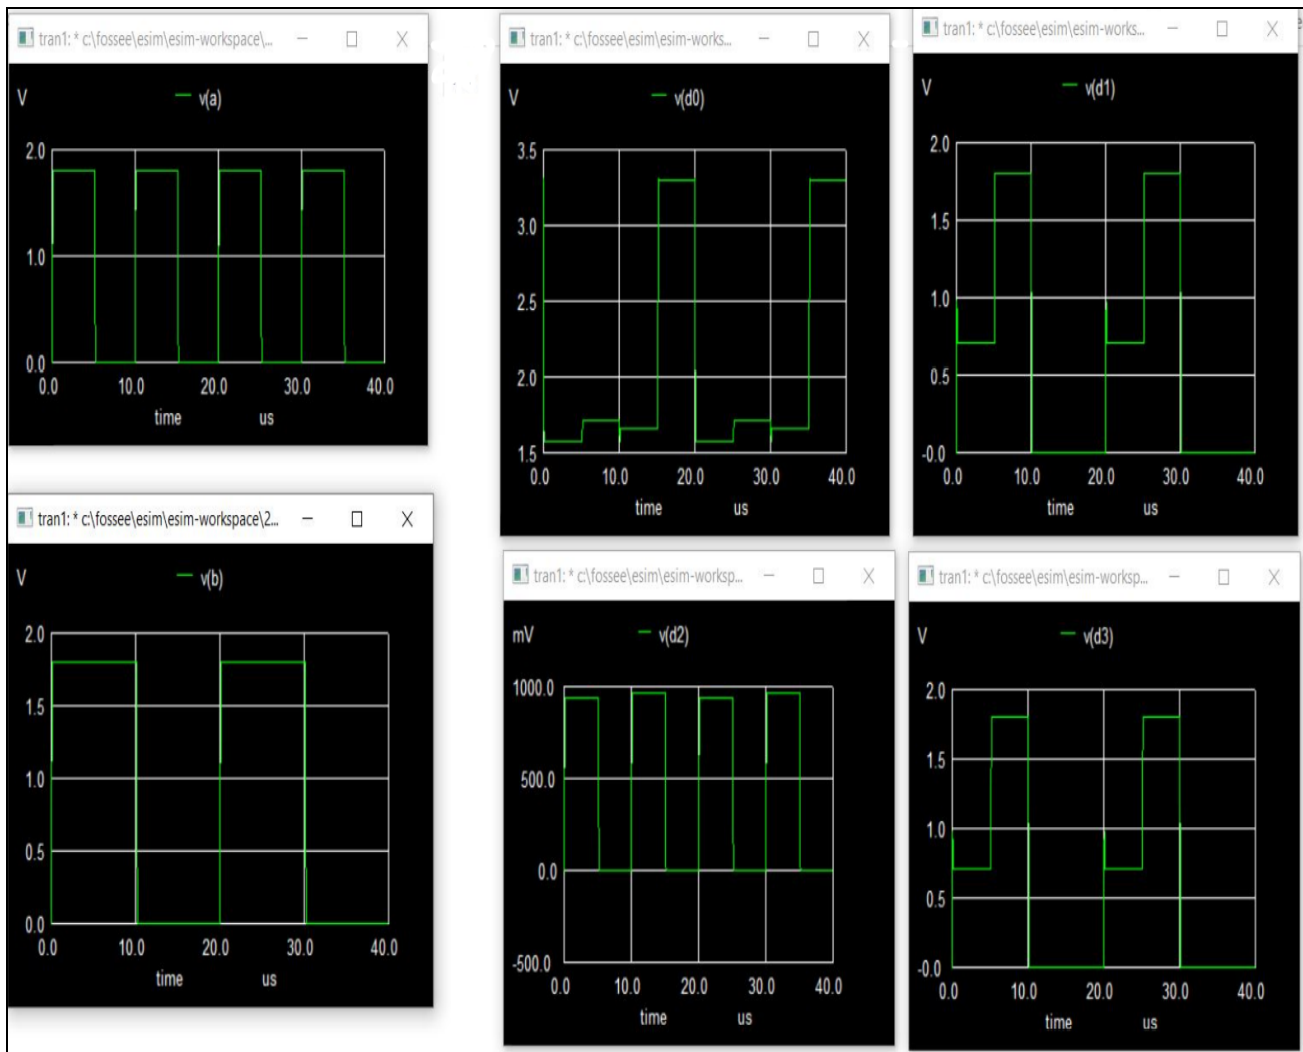 tran1: * c:\fossee\esim\esim-workspace\...
V
v(a)
2.0
1.0
0.0
0.0 10.0 20.0 30.0 40.0
time us
tran1: * c:\fossee\esim\esim-works...
V
v(d0)
3.5
3.0
2.5
2.0
1.5
0.0 10.0 20.0 30.0 40.0
time us
tran1: * c:\fossee\esim\esim-works...
V
v(d1)
2.0
1.5
1.0
0.5
-0.0
0.0 10.0 20.0 30.0 40.0
time us
tran1: * c:\fossee\esim\esim-workspace\2...
V
v(b)
2.0
1.5
1.0
0.5
0.0
0.0 10.0 20.0 30.0 40.0
time us
tran1: * c:\fossee\esim\esim-worksp...
mV
v(d2)
1000.0
500.0
0.0
-500.0
0.0 10.0 20.0 30.0 40.0
time us
tran1: * c:\fossee\esim\esim-worksp...
V
v(d3)
2.0
1.5
1.0
0.5
-0.0
0.0 10.0 20.0 30.0 40.0
time us